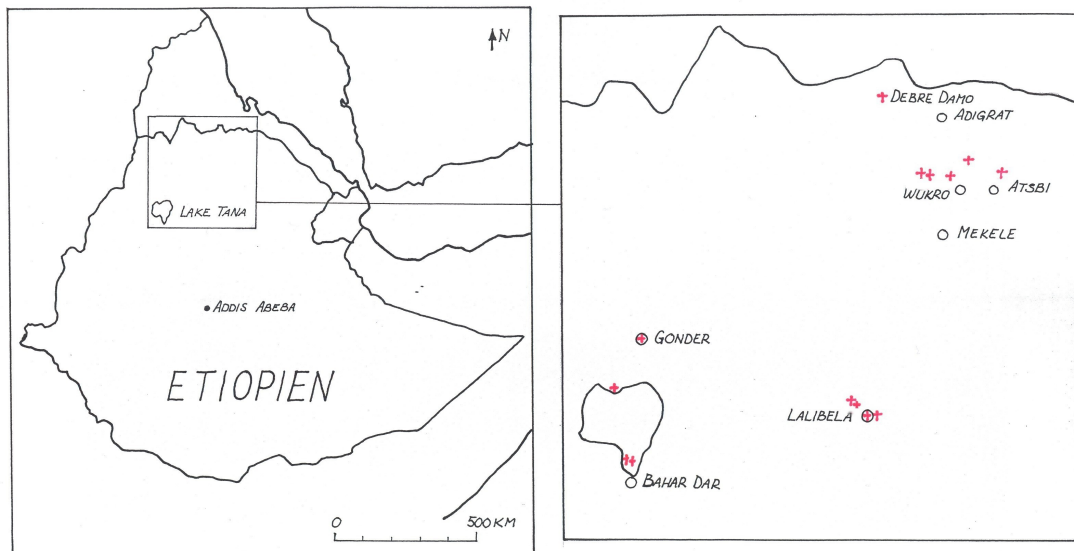 N
LAKE TANA
ADDIS ABEBA
ETIOPIEN
0 500 KM
DEBRE DAMO
ADIGRAT
WUKRO
ATSBI
MEKELE
GONDER
LALIBELA
BAHAR DAR